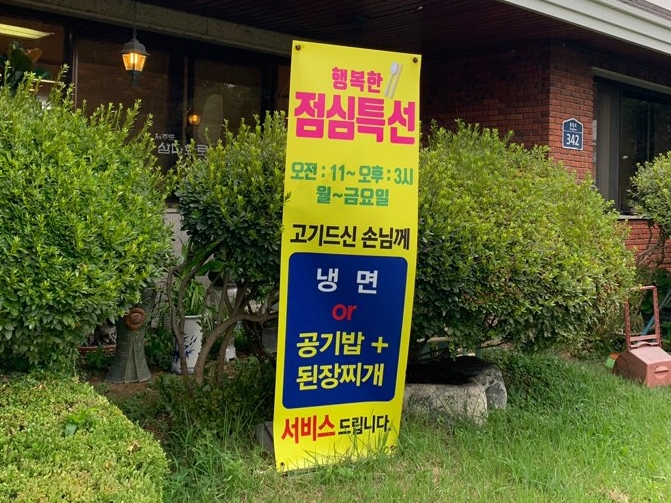 행복한
점심특선
오전 : 11~ 오후 : 3시
월~금요일
고기드신 손님께
냉 면
or
공기밥 +
된장찌개
서비스 드립니다.
342